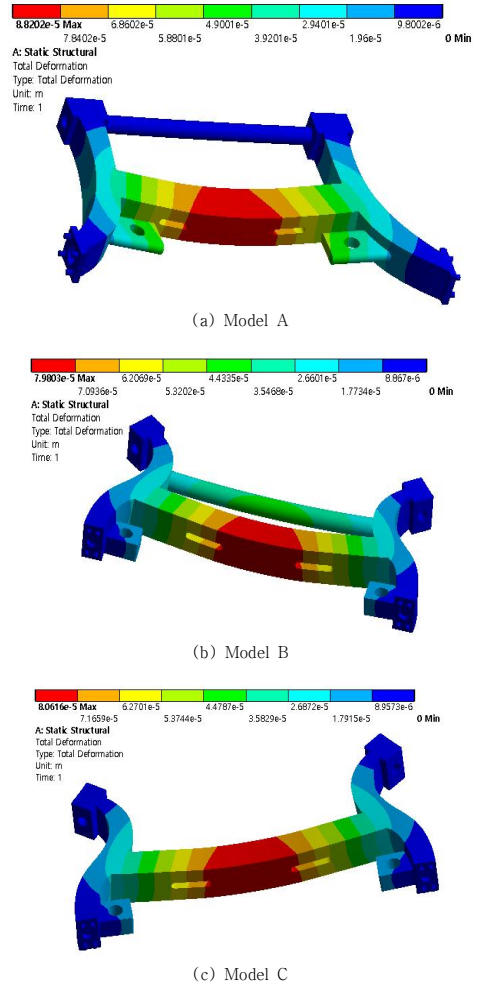 8.8202e-5 Max 6.8602e-5 4.9001e-5 2.9401e-5 9.8002e-6
7.8402e-5 5.8801e-5 3.9201e-5 1.96e-5 0 Min
A: Static Structural
Total Deformation
Type: Total Deformation
Unit: m
Time: 1
(a) Model A
7.9803e-5 Max 6.2069e-5 4.4335e-5 2.6601e-5 8.867e-6
7.0936e-5 5.3202e-5 3.5468e-5 1.7734e-5 0 Min
A: Static Structural
Total Deformation
Type: Total Deformation
Unit: m
Time: 1
(b) Model B
8.0616e-5 Max 6.2701e-5 4.4787e-5 2.6872e-5 8.9573e-6
7.1659e-5 5.3744e-5 3.5829e-5 1.7915e-5 0 Min
A: Static Structural
Total Deformation
Type: Total Deformation
Unit: m
Time: 1
(c) Model C